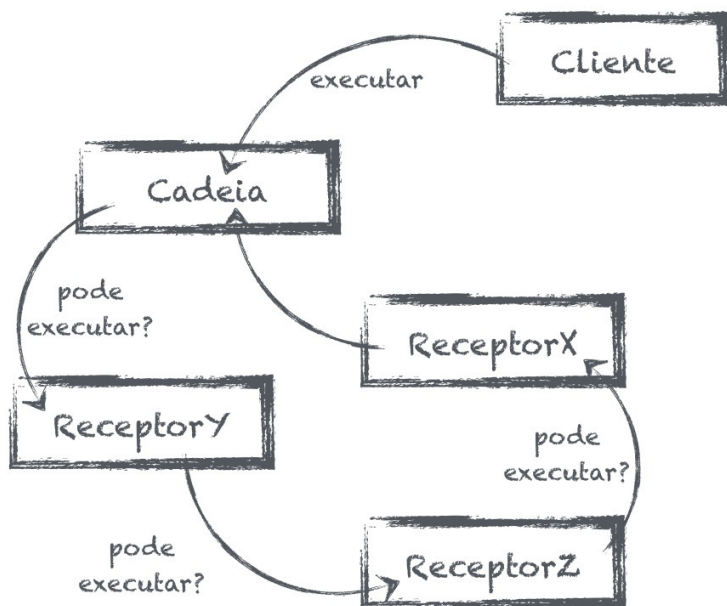 Cliente
executar
Cadeia
pode
executar?
ReceptorX
ReceptorY
pode
executar?
pode
executar?
ReceptorZ